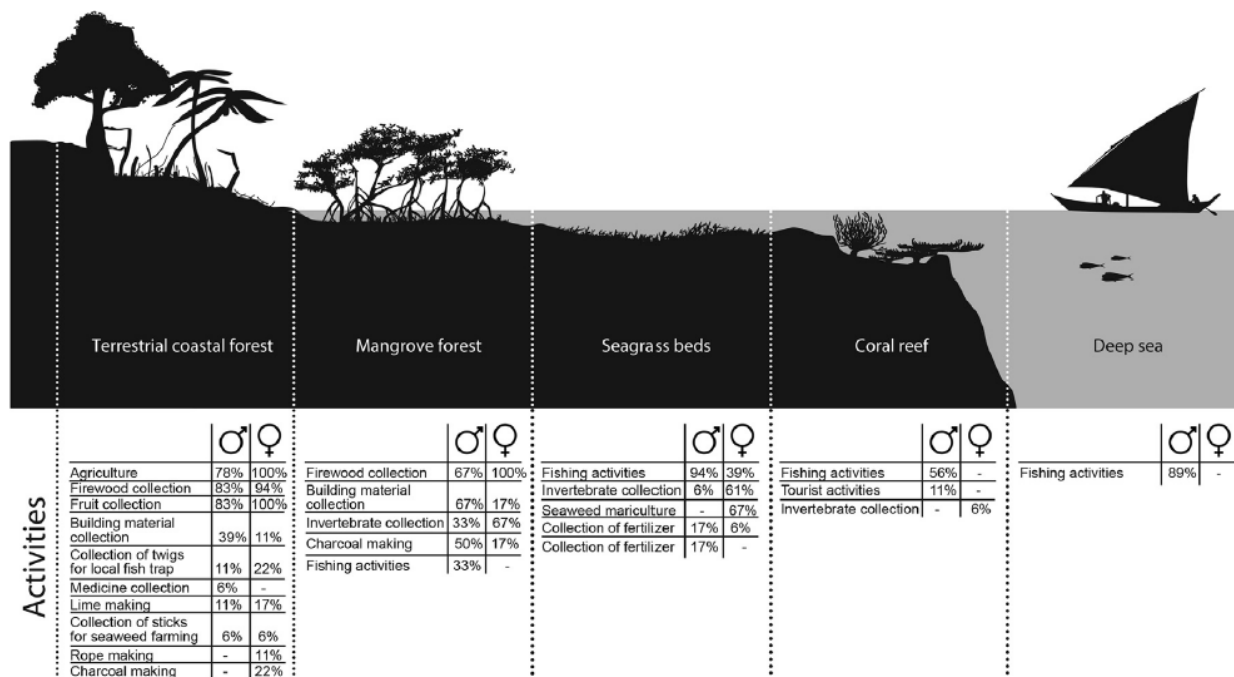 Terrestrial coastal forest
Mangrove forest
Seagrass beds
Coral reef
Deep sea
Activities
♂ ♀
Agriculture 78% 100%
Firewood collection 83% 94%
Fruit collection 83% 100%
Building material
collection 39% 11%
Collection of twigs
for local fish trap 11% 22%
Medicine collection 6% -
Lime making 11% 17%
Collection of sticks
for seaweed farming 6% 6%
Rope making - 11%
Charcoal making - 22%
♂ ♀
Firewood collection 67% 100%
Building material
collection 67% 17%
Invertebrate collection 33% 67%
Charcoal making 50% 17%
Fishing activities 33% -
♂ ♀
Fishing activities 94% 39%
Invertebrate collection 6% 61%
Seaweed mariculture - 67%
Collection of fertilizer 17% 6%
Collection of fertilizer 17% -
♂ ♀
Fishing activities 56% -
Tourist activities 11% -
Invertebrate collection - 6%
♂ ♀
Fishing activities 89% -